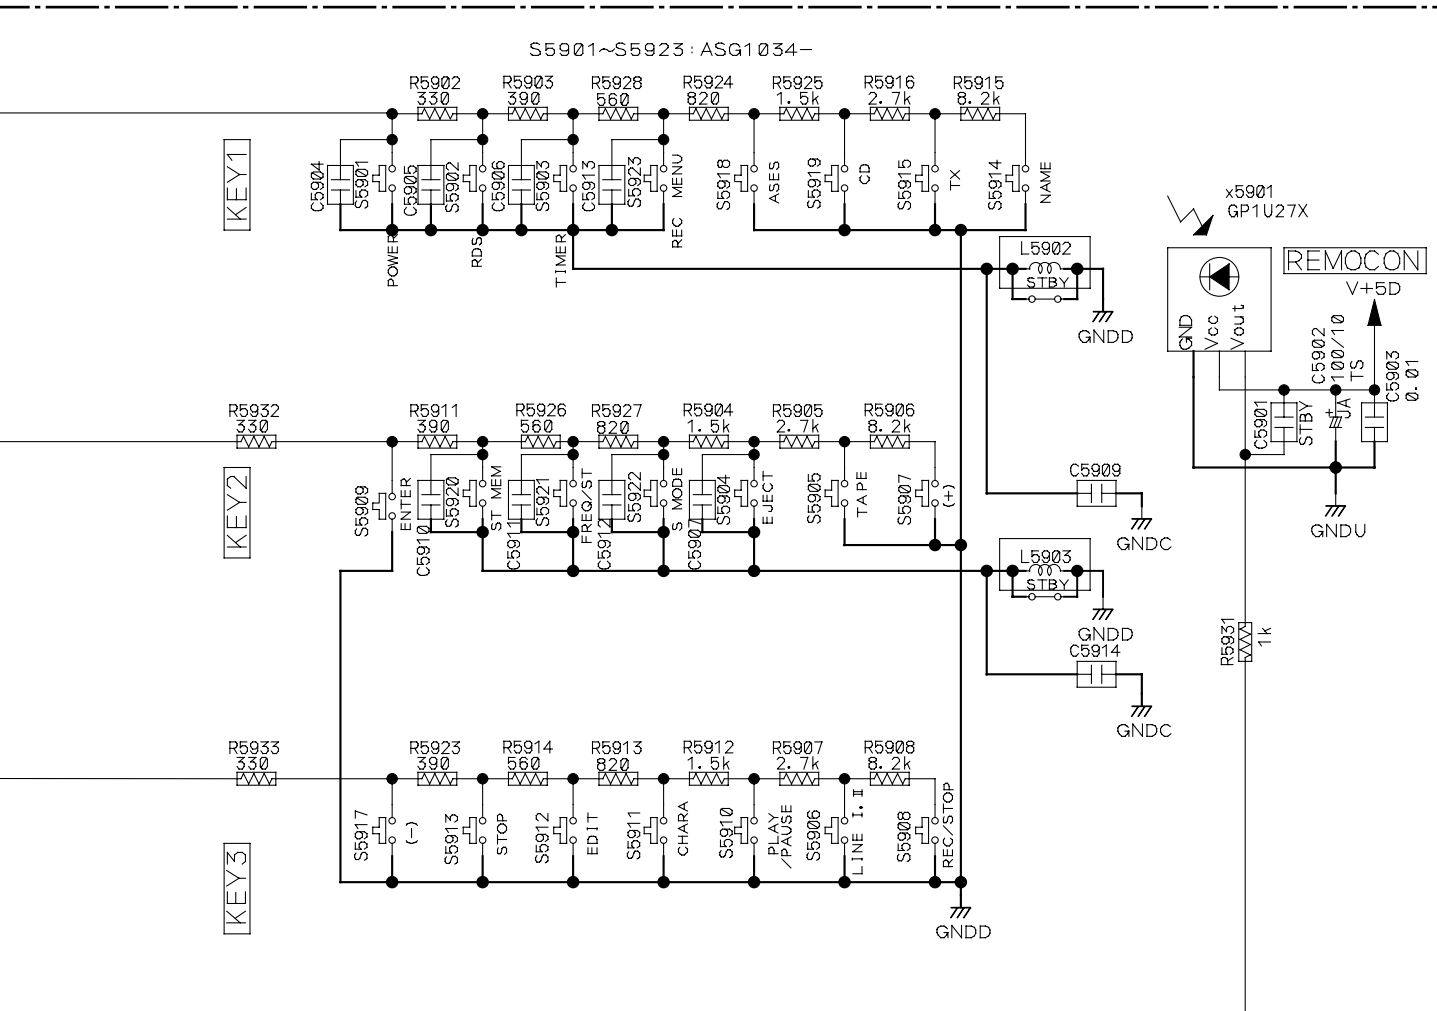 S5901~S5923:ASG1034-
R5902 R5903 R5928 R5924 R5925 R5916 R5915
330 390 560 820 1.5k 2.7k 8.2k
KEY1
C5904
S5901
POWER
C5905
S5902
RDS
C5906
S5903
TIMER
C5913
S5923
REC MENU
S5918
ASES
S5919
CD
S5915
TX
S5914
NAME
L5902
STBY
GNDD
x5901
GP1U27X
REMOCON
V+5D
GND
Vcc
Vout
C5901
STBY
C5902
100/10
TS
JA
C5903
0.01
GNDU
R5932 R5911 R5926 R5927 R5904 R5905 R5906
330 390 560 820 1.5k 2.7k 8.2k
KEY2
S5909
ENTER
C5910
S5920
ST MEM
C5911
S5921
FREQ/ST
C5912
S5922
S MODE
C5907
S5904
EJECT
S5905
TAPE
S5907
(+)
C5909
GNDC
L5903
STBY
GNDD
C5914
GNDC
R5931
1k
R5933 R5923 R5914 R5913 R5912 R5907 R5908
330 390 560 820 1.5k 2.7k 8.2k
KEY3
S5917
(-)
S5913
STOP
S5912
EDIT
S5911
CHARA
S5910
PLAY
/PAUSE
S5906
LINE I.II
S5908
REC/STOP
GNDD